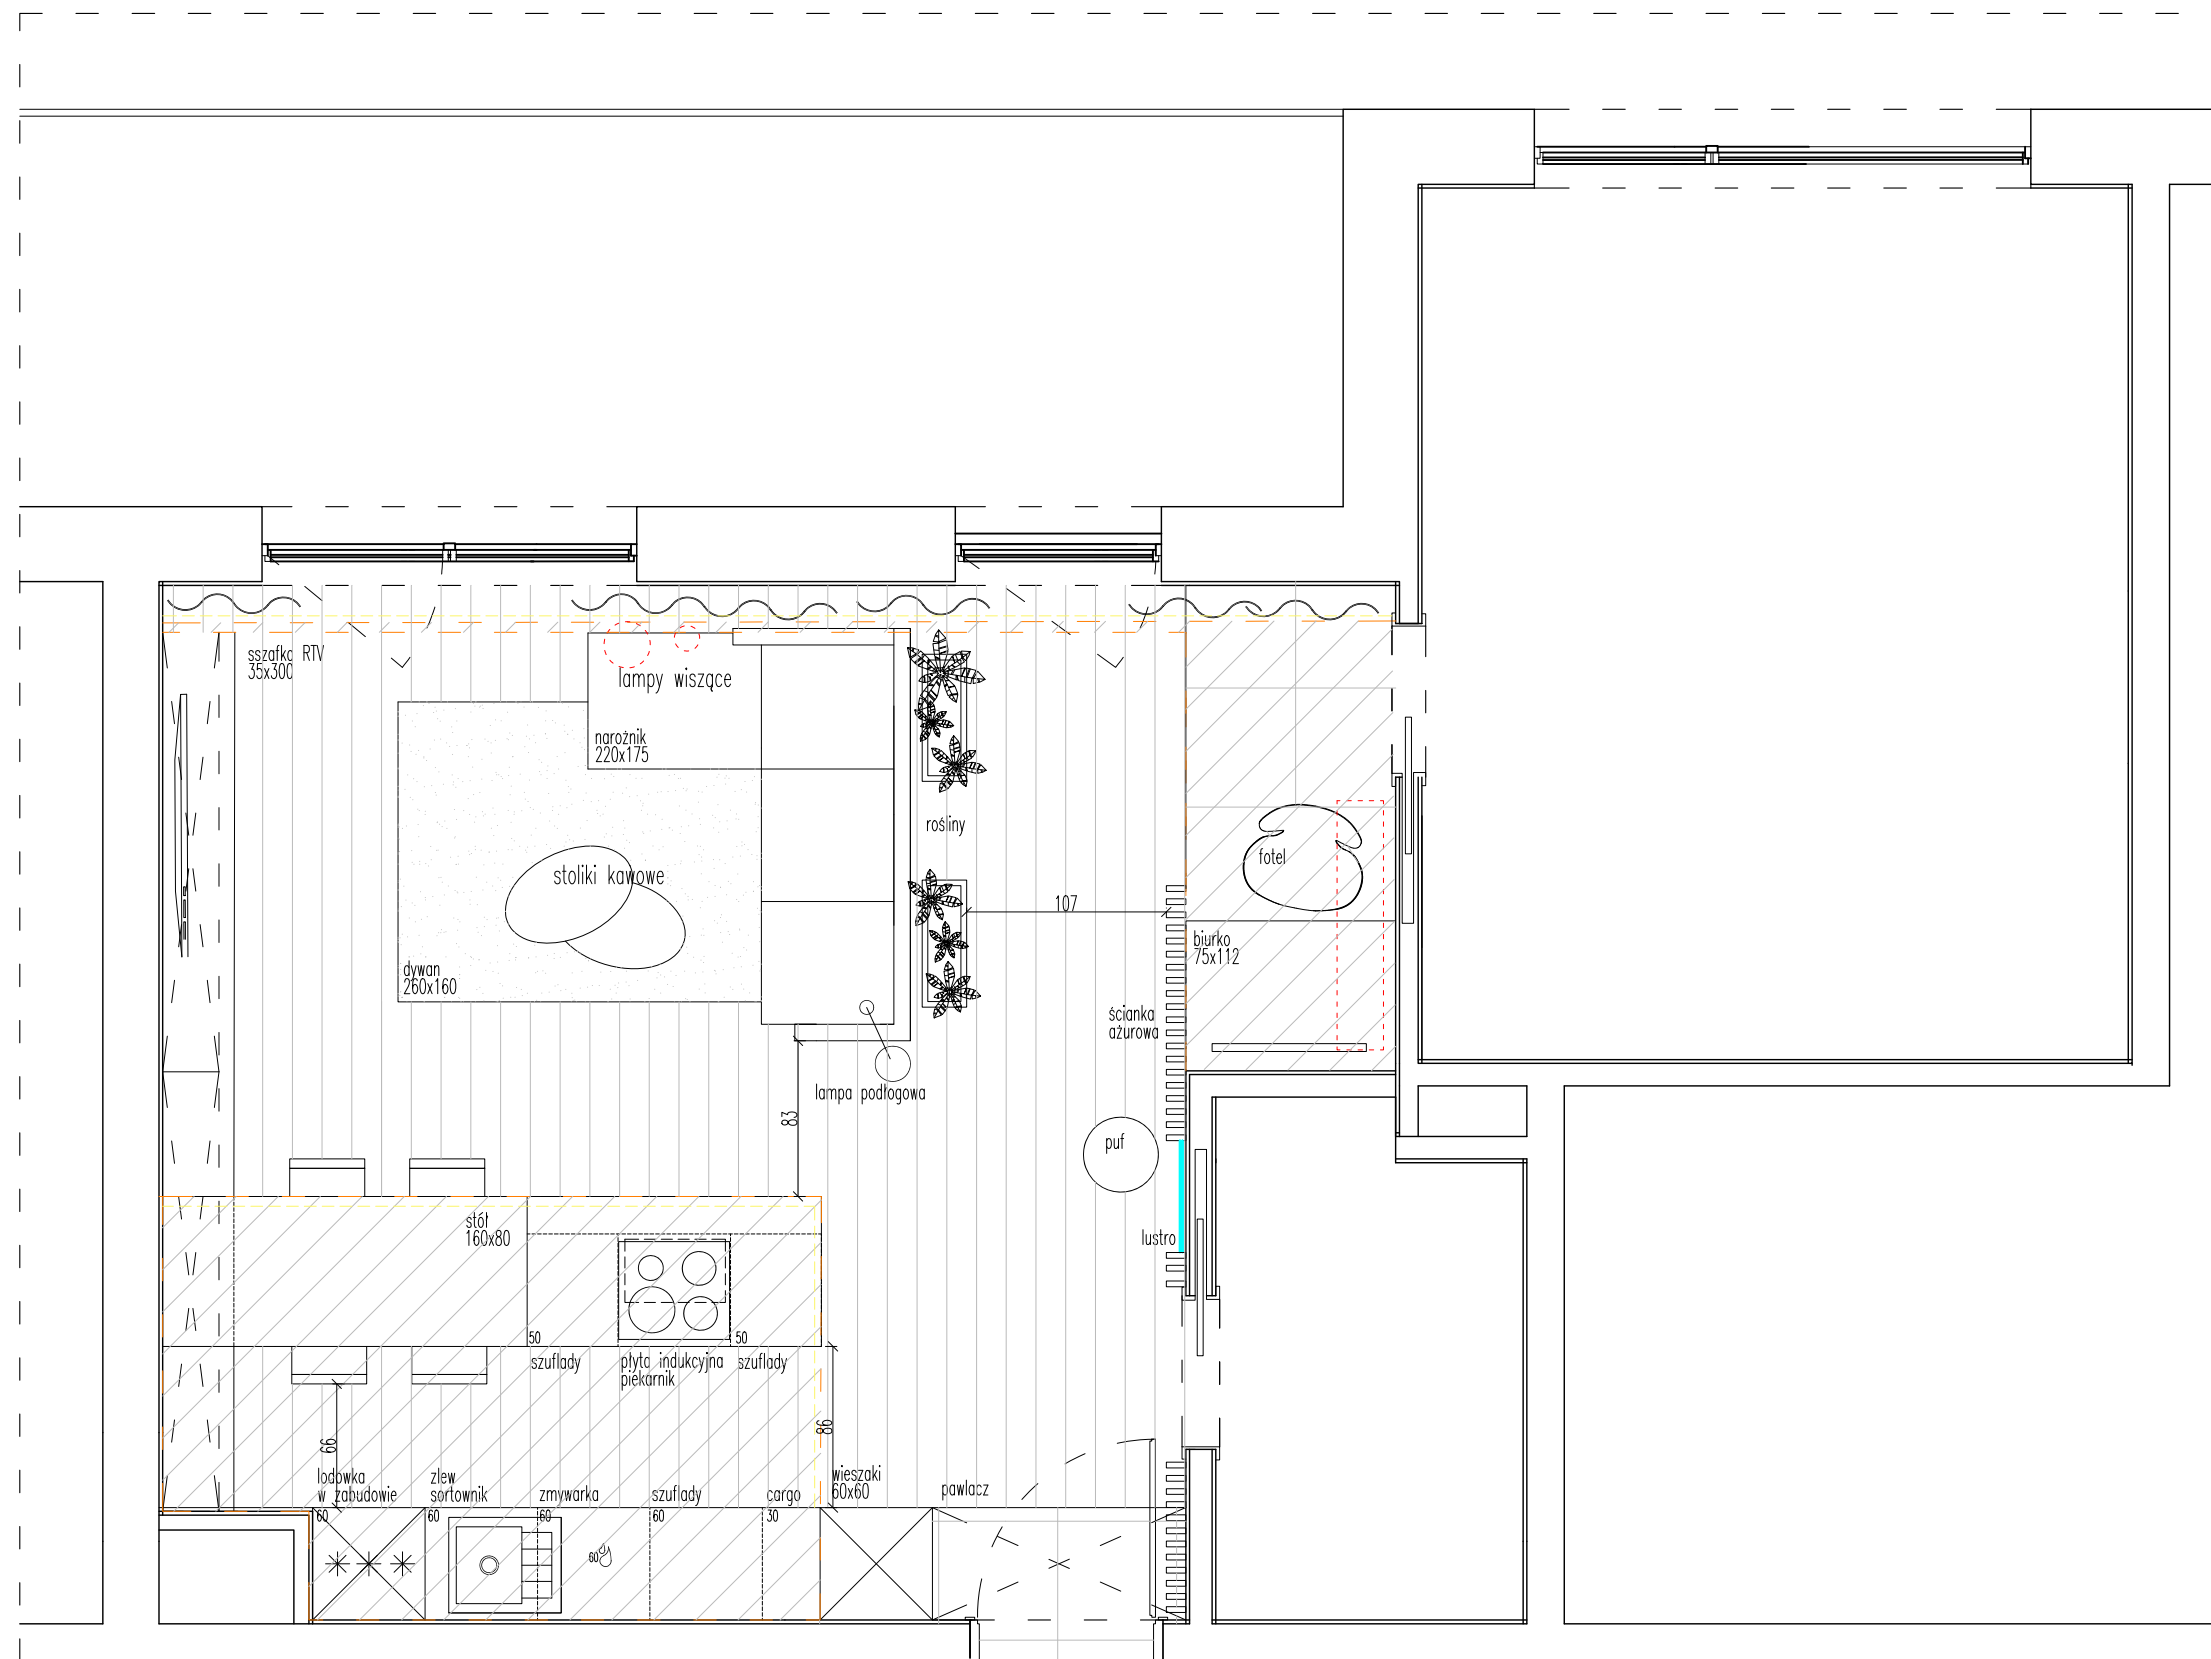 sszafka RTV
35x300
lampy wiszące
narożnik
220x175
rośliny
stoliki kawowe
fotel
107
biurko
75x112
dywan
260x160
ścianka
ażurowa
lampa podłogowa
83
puf
lustro
stół
160x80
50
50
szuflady
płyta indukcyjna
piekarnik
szuflady
66
86
lodówka
w zabudowie
60
zlew
sortownik
60
zmywarka
60
szuflady
60
cargo
30
wieszaki
60x60
pawlacz
60